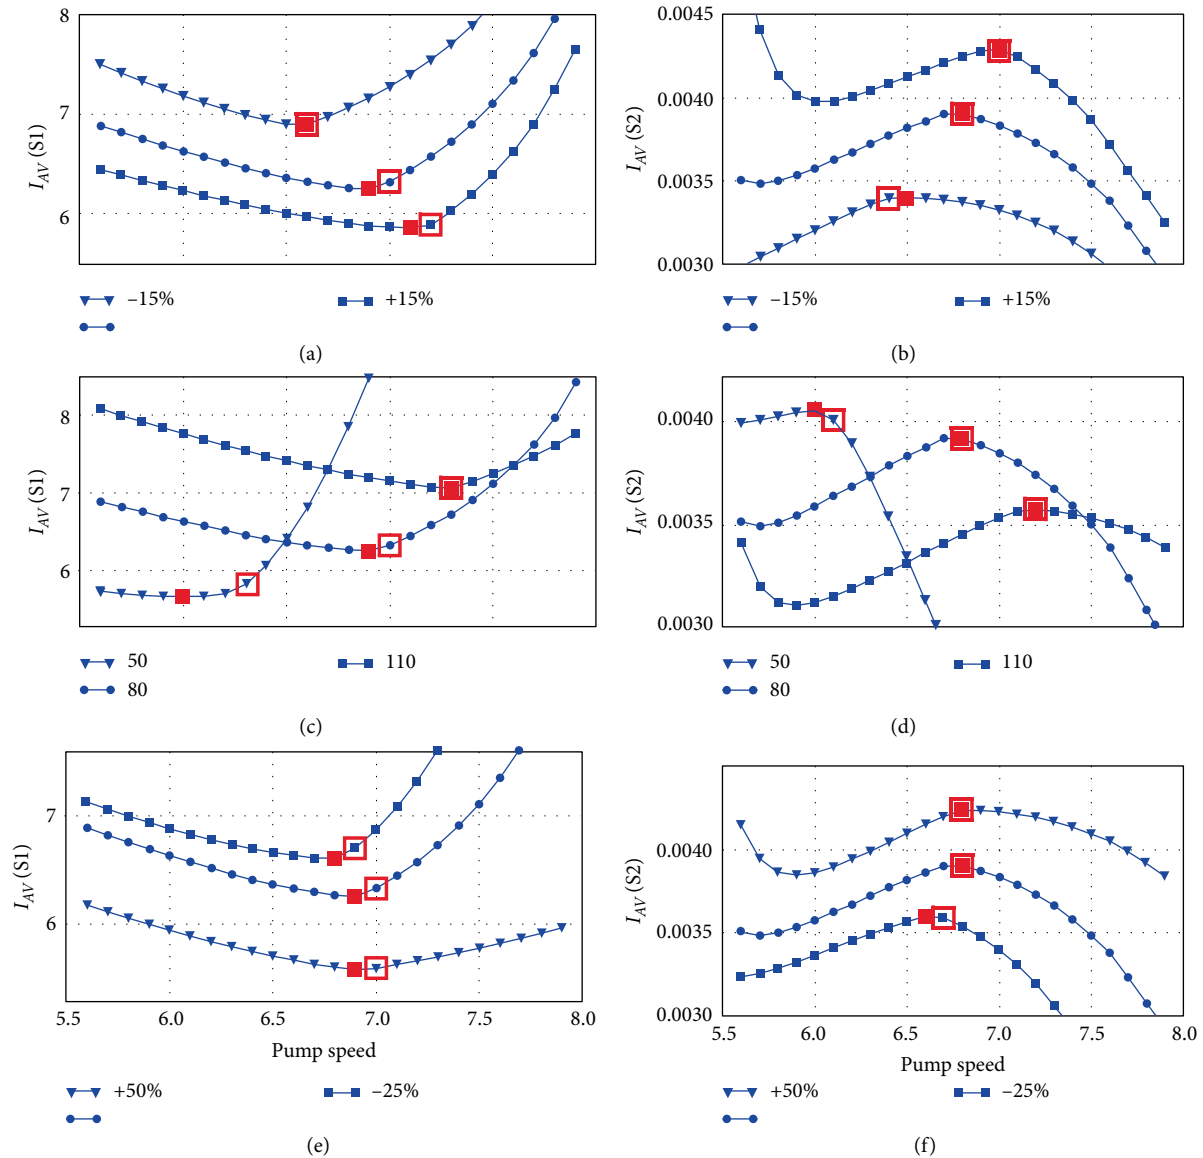 8
7
6
I_AV (S1)
−15%
+15%
(a)
0.0045
0.0040
0.0035
0.0030
I_AV (S2)
−15%
+15%
(b)
8
7
6
I_AV (S1)
50
110
80
(c)
0.0040
0.0035
0.0030
I_AV (S2)
50
110
80
(d)
7
6
I_AV (S1)
5.5 6.0 6.5 7.0 7.5 8.0
Pump speed
+50%
−25%
(e)
0.0040
0.0035
0.0030
I_AV (S2)
5.5 6.0 6.5 7.0 7.5 8.0
Pump speed
+50%
−25%
(f)